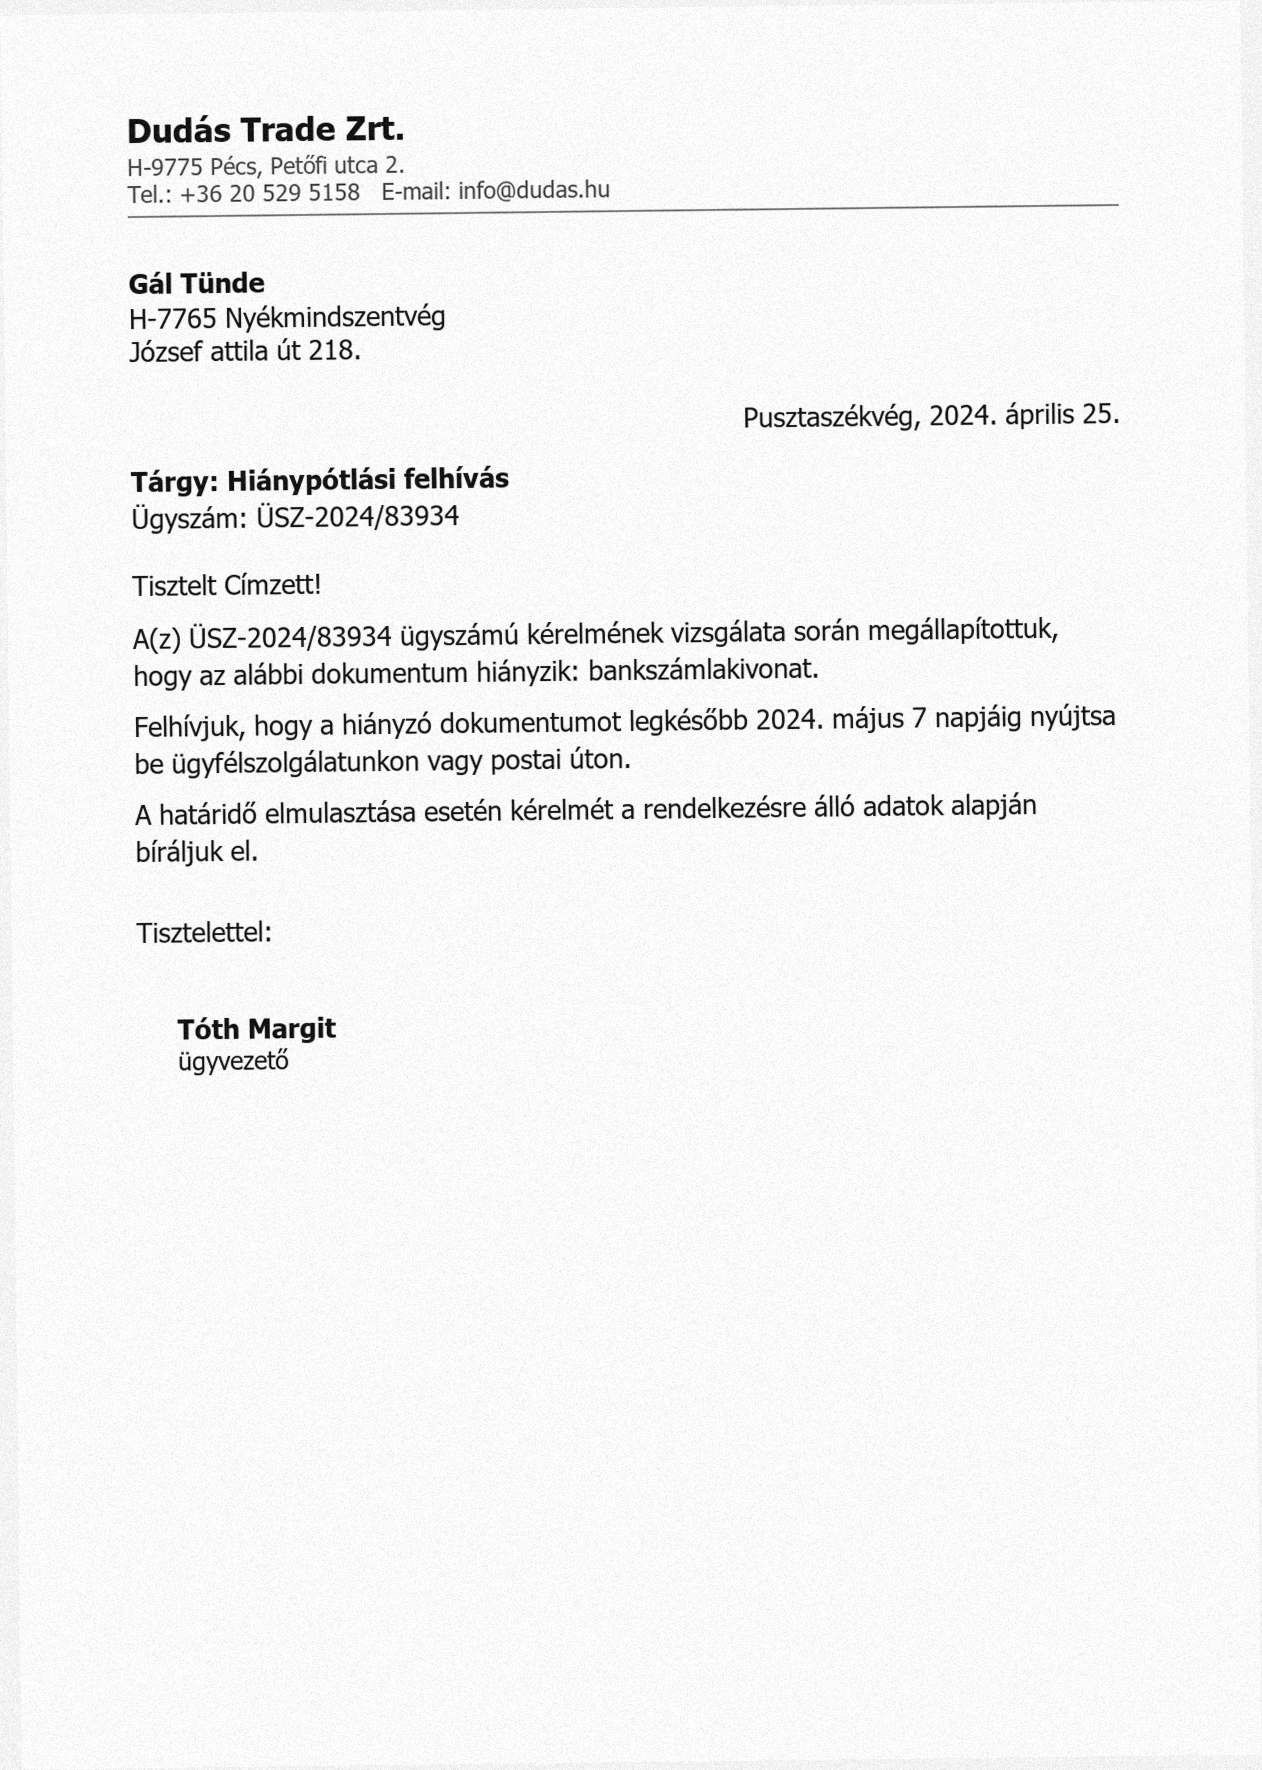 Dudás Trade Zrt.
H-9775 Pécs, Petőfi utca 2.
Tel.: +36 20 529 5158 E-mail: info@dudas.hu
Gál Tünde
H-7765 Nyékmindszentvég
József attila út 218.
Pusztaszékvég, 2024. április 25.
Tárgy: Hiánypótlási felhívás
Ügyszám: ÜSZ-2024/83934
Tisztelt Címzett!
A(z) ÜSZ-2024/83934 ügyszámú kérelmének vizsgálata során megállapítottuk,
hogy az alábbi dokumentum hiányzik: bankszámlakivonat.
Felhívjuk, hogy a hiányzó dokumentumot legkésőbb 2024. május 7 napjáig nyújtsa
be ügyfélszolgálatunkon vagy postai úton.
A határidő elmulasztása esetén kérelmét a rendelkezésre álló adatok alapján
bíráljuk el.
Tisztelettel:
Tóth Margit
ügyvezető